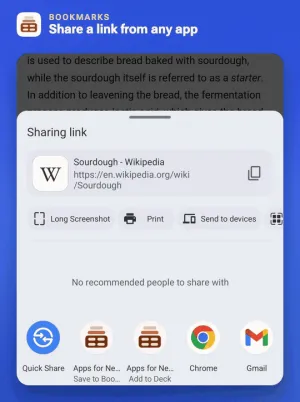 BOOKMARKS
Share a link from any app
is used to describe bread baked with sourdough,
while the sourdough itself is referred to as a starter.
In addition to leavening the bread, the fermentation
Sharing link
W
Sourdough - Wikipedia
https://en.wikipedia.org/wiki
/Sourdough
Long Screenshot
Print
Send to devices
No recommended people to share with
Quick Share
Apps for Ne...
Save to Boo...
Apps for Ne...
Add to Deck
Chrome
Gmail